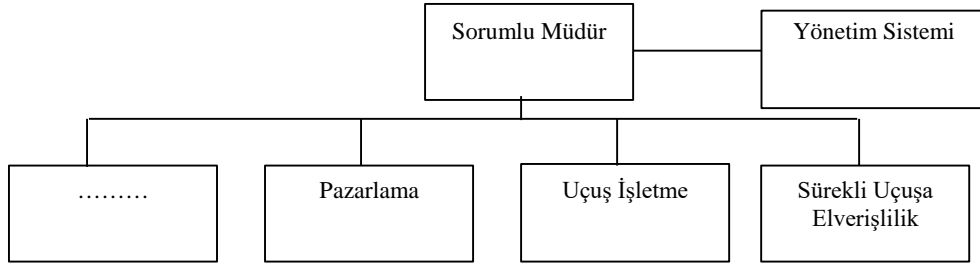 Sorumlu Müdür
Yönetim Sistemi
………
Pazarlama
Uçuş İşletme
Sürekli Uçuşa
Elverişlilik